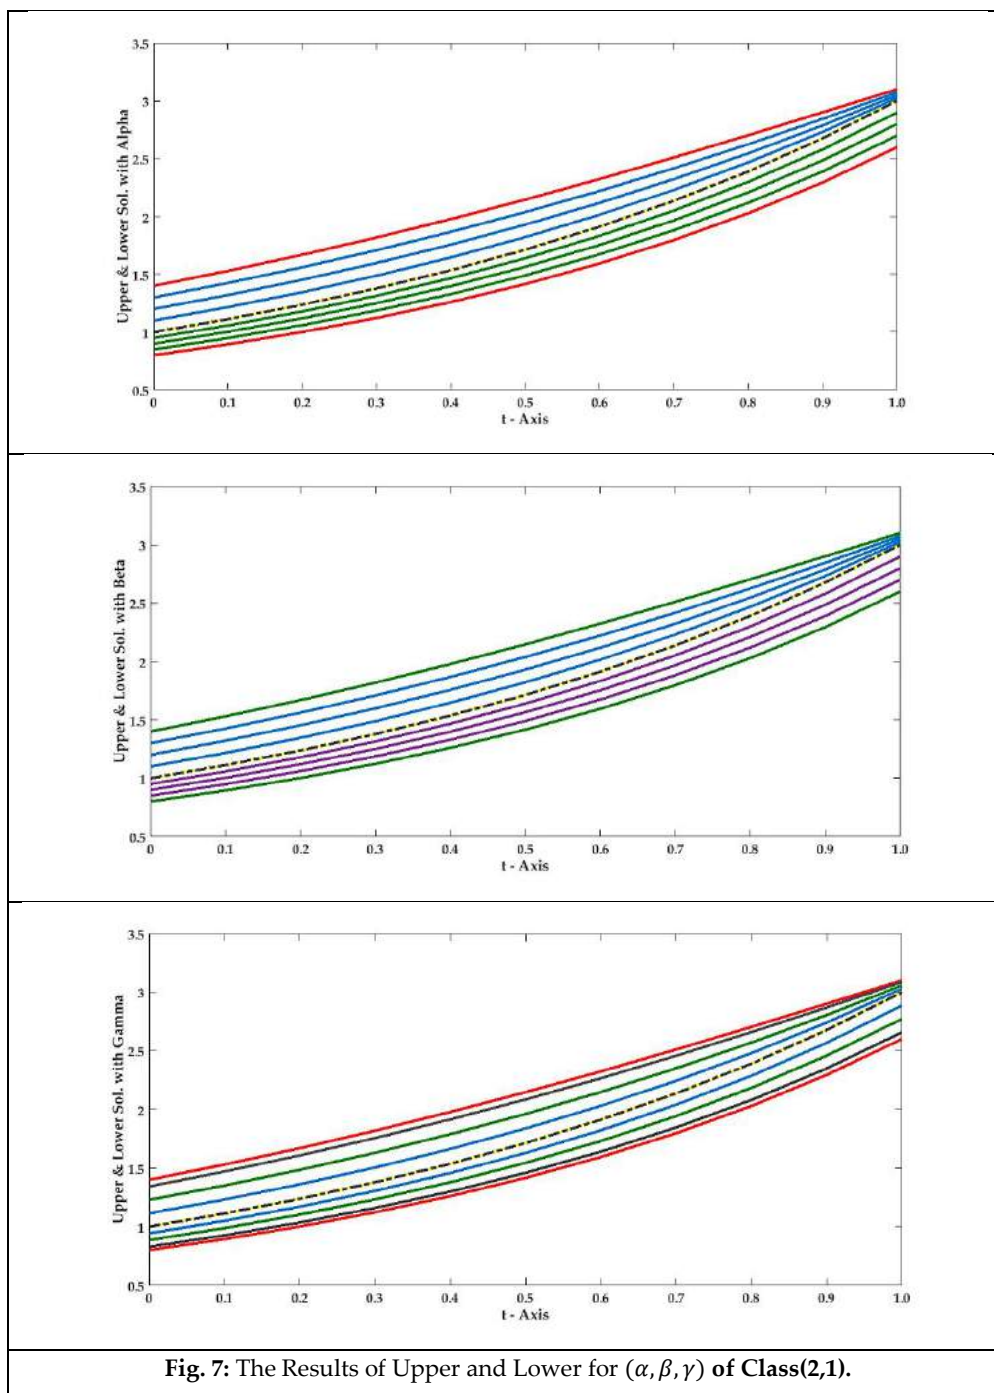 3.5
3
2.5
2
1.5
1
0.5
Upper & Lower Sol. with Alpha
0 0.1 0.2 0.3 0.4 0.5 0.6 0.7 0.8 0.9 1.0
t - Axis
3.5
3
2.5
2
1.5
1
0.5
Upper & Lower Sol. with Beta
0 0.1 0.2 0.3 0.4 0.5 0.6 0.7 0.8 0.9 1.0
t - Axis
3.5
3
2.5
2
1.5
1
0.5
Upper & Lower Sol. with Gamma
0 0.1 0.2 0.3 0.4 0.5 0.6 0.7 0.8 0.9 1.0
t - Axis
Fig. 7: The Results of Upper and Lower for (α, β, γ) of Class(2,1).